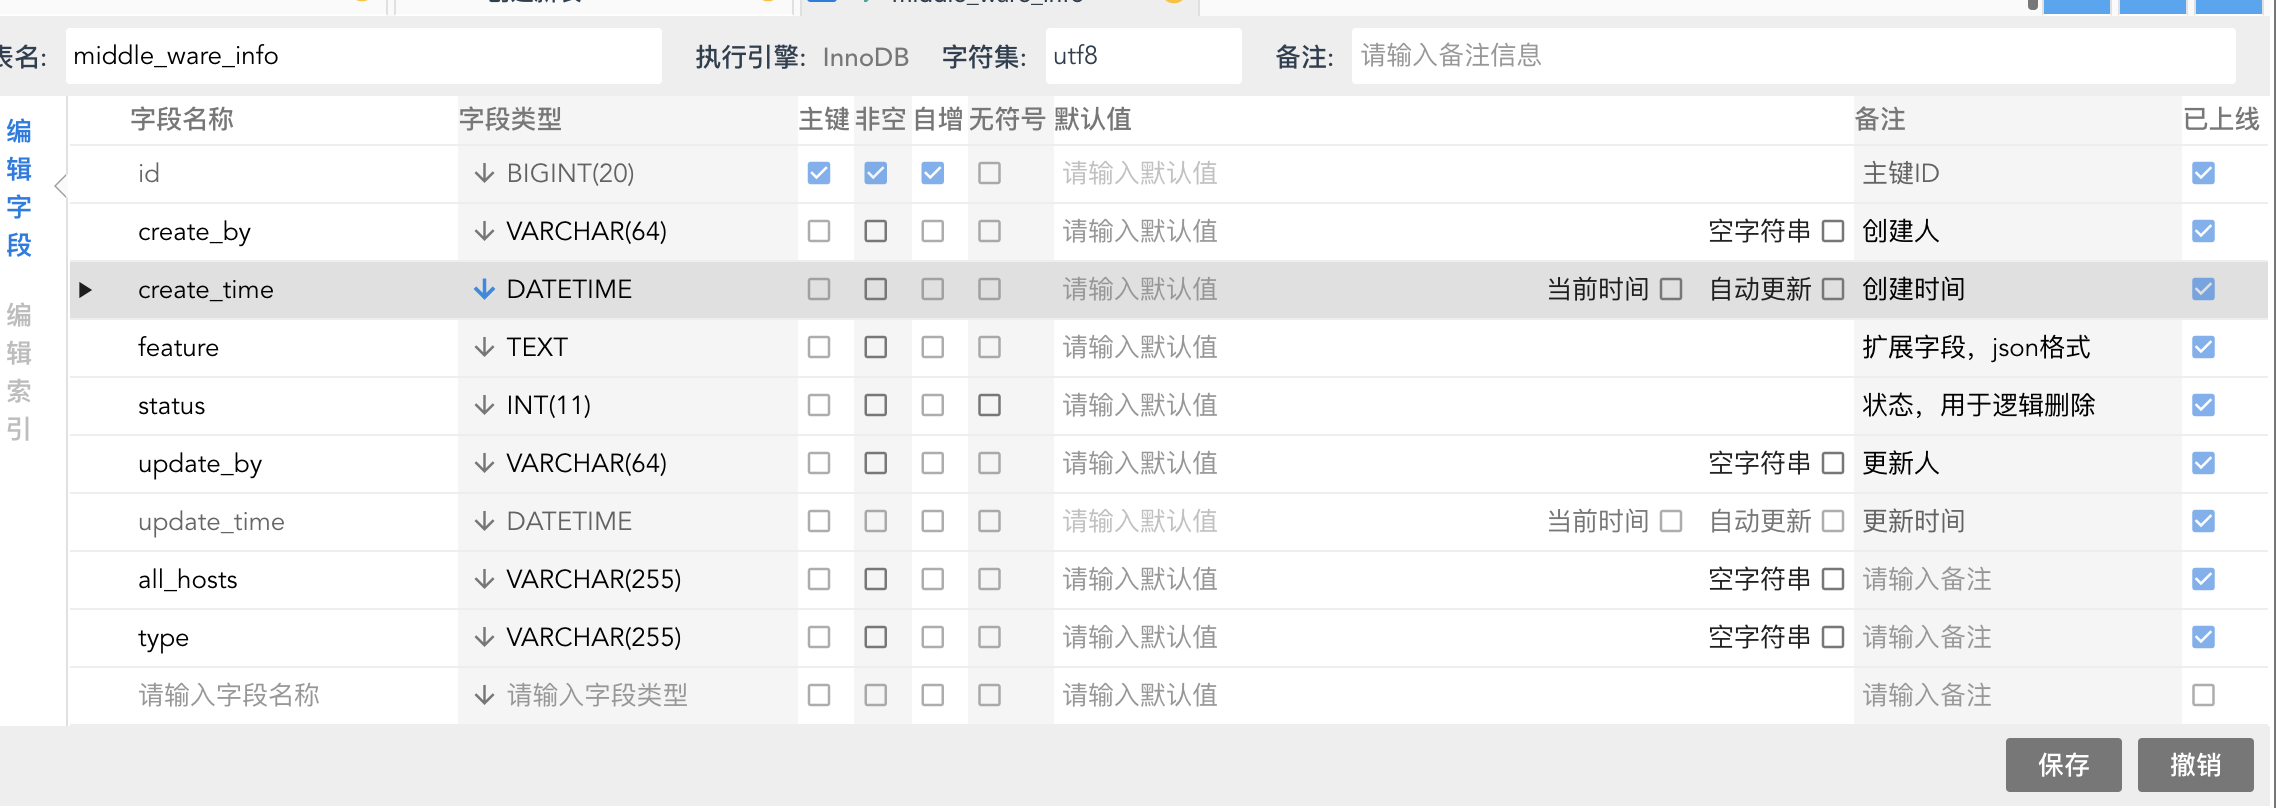 middle_ware_info
表名: middle_ware_info 执行引擎: InnoDB 字符集: utf8 备注: 请输入备注信息
编辑字段
编辑索引
字段名称 字段类型 主键 非空 自增 无符号 默认值 备注 已上线
id BIGINT(20) 请输入默认值 主键ID
create_by VARCHAR(64) 请输入默认值 空字符串 创建人
create_time DATETIME 请输入默认值 当前时间 自动更新 创建时间
feature TEXT 请输入默认值 扩展字段，json格式
status INT(11) 请输入默认值 状态，用于逻辑删除
update_by VARCHAR(64) 请输入默认值 空字符串 更新人
update_time DATETIME 请输入默认值 当前时间 自动更新 更新时间
all_hosts VARCHAR(255) 请输入默认值 空字符串 请输入备注
type VARCHAR(255) 请输入默认值 空字符串 请输入备注
请输入字段名称 请输入字段类型 请输入默认值 请输入备注
保存 撤销